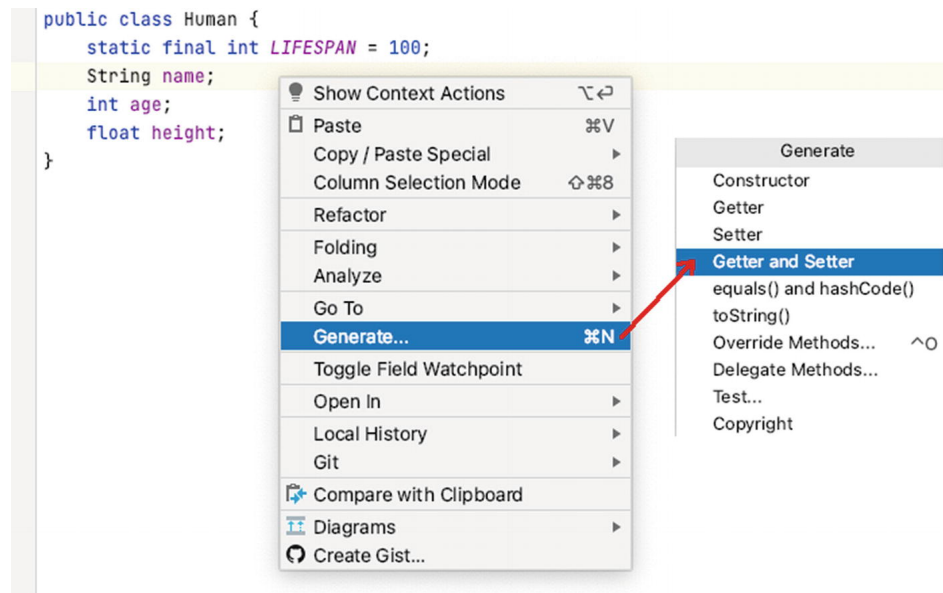 public class Human {
static final int LIFESPAN = 100;
String name;
int age;
float height;
}
Show Context Actions ⌥⏎
Paste ⌘V
Copy / Paste Special
Column Selection Mode ⇧⌘8
Refactor
Folding
Analyze
Go To
Generate... ⌘N
Toggle Field Watchpoint
Open In
Local History
Git
Compare with Clipboard
Diagrams
Create Gist...
Generate
Constructor
Getter
Setter
Getter and Setter
equals() and hashCode()
toString()
Override Methods... ^O
Delegate Methods...
Test...
Copyright